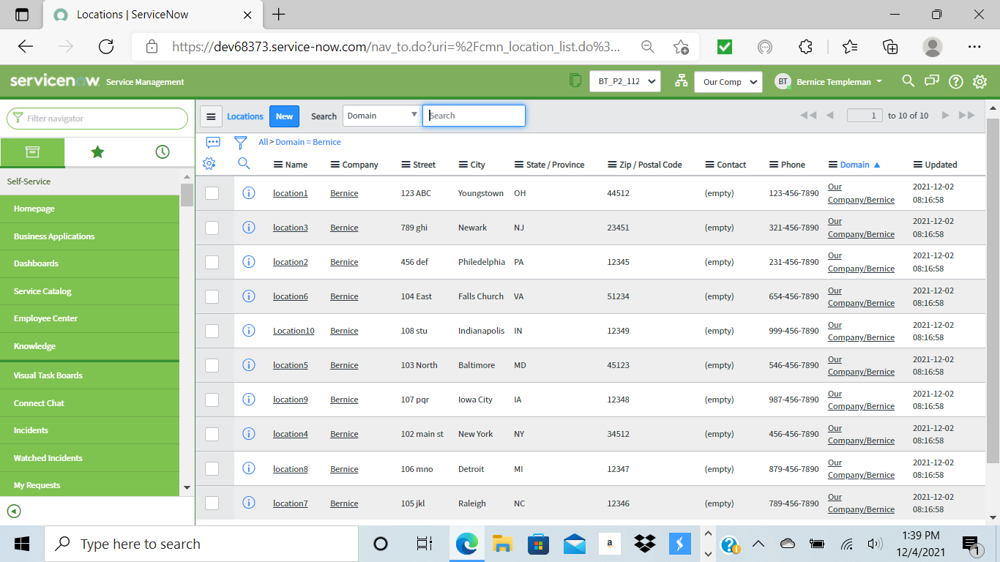 Locations | ServiceNow
https://dev68373.service-now.com/nav_to.do?uri=%2Fcmn_location_list.do%3...
servicenow Service Management
BT_P2_112
Our Comp
BT Bernice Templeman
Filter navigator
Self-Service
Homepage
Business Applications
Dashboards
Service Catalog
Employee Center
Knowledge
Visual Task Boards
Connect Chat
Incidents
Watched Incidents
My Requests
Locations New Search Domain Search 1 to 10 of 10
All > Domain = Bernice
Name Company Street City State / Province Zip / Postal Code Contact Phone Domain Updated
location1 Bernice 123 ABC Youngstown OH 44512 (empty) 123-456-7890 Our Company/Bernice 2021-12-02 08:16:58
location3 Bernice 789 ghi Newark NJ 23451 (empty) 321-456-7890 Our Company/Bernice 2021-12-02 08:16:58
location2 Bernice 456 def Philedelphia PA 12345 (empty) 231-456-7890 Our Company/Bernice 2021-12-02 08:16:58
location6 Bernice 104 East Falls Church VA 51234 (empty) 654-456-7890 Our Company/Bernice 2021-12-02 08:16:58
Location10 Bernice 108 stu Indianapolis IN 12349 (empty) 999-456-7890 Our Company/Bernice 2021-12-02 08:16:58
location5 Bernice 103 North Baltimore MD 45123 (empty) 546-456-7890 Our Company/Bernice 2021-12-02 08:16:58
location9 Bernice 107 pqr Iowa City IA 12348 (empty) 987-456-7890 Our Company/Bernice 2021-12-02 08:16:58
location4 Bernice 102 main st New York NY 34512 (empty) 456-456-7890 Our Company/Bernice 2021-12-02 08:16:58
location8 Bernice 106 mno Detroit MI 12347 (empty) 879-456-7890 Our Company/Bernice 2021-12-02 08:16:58
location7 Bernice 105 jkl Raleigh NC 12346 (empty) 789-456-7890 Our Company/Bernice 2021-12-02 08:16:58
Type here to search
a
1:39 PM
12/4/2021
1